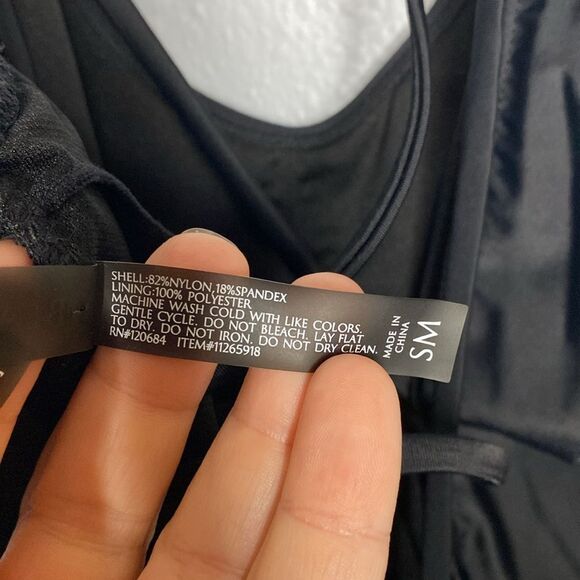 SHELL:82%NYLON,18%SPANDEX
LINING:100% POLYESTER
MACHINE WASH COLD WITH LIKE COLORS.
GENTLE CYCLE. DO NOT BLEACH. LAY FLAT
TO DRY. DO NOT IRON. DO NOT DRY CLEAN.
RN#120684 ITEM#11265918
MADE IN
CHINA
SM